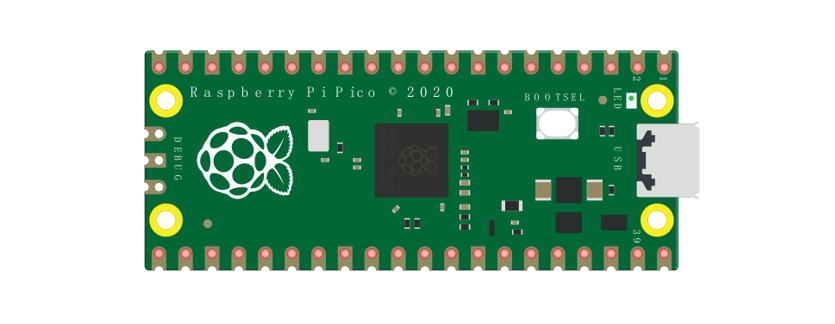 2
1
Raspberry Pi Pico © 2020
BOOTSEL
LED
DEBUG
USB
39